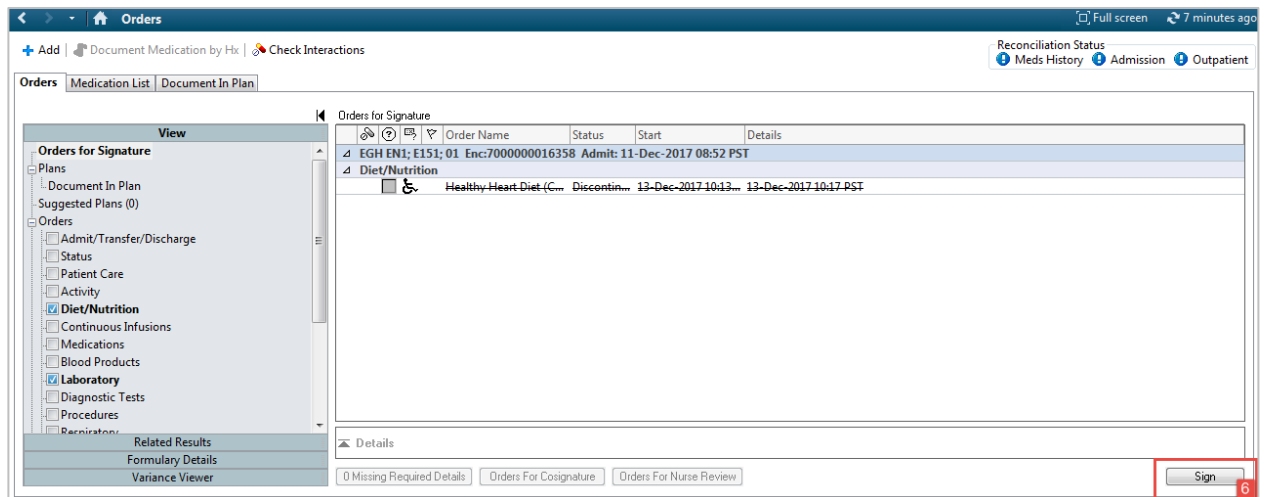 Orders Full screen 7 minutes ago
Add Document Medication by Hx Check Interactions Reconciliation Status
Meds History Admission Outpatient
Orders Medication List Document In Plan
Orders for Signature
View Order Name Status Start Details
Orders for Signature EGH EN1; E151; 01 Enc:7000000016358 Admit: 11-Dec-2017 08:52 PST
Plans Diet/Nutrition
Document In Plan Healthy Heart Diet (C... Discontin... 13-Dec-2017 10:13... 13-Dec-2017 10:17 PST
Suggested Plans (0)
Orders
Admit/Transfer/Discharge
Status
Patient Care
Activity
Diet/Nutrition
Continuous Infusions
Medications
Blood Products
Laboratory
Diagnostic Tests
Procedures
Respiratory
Related Results Details
Formulary Details
Variance Viewer 0 Missing Required Details Orders For Cosignature Orders For Nurse Review Sign 6